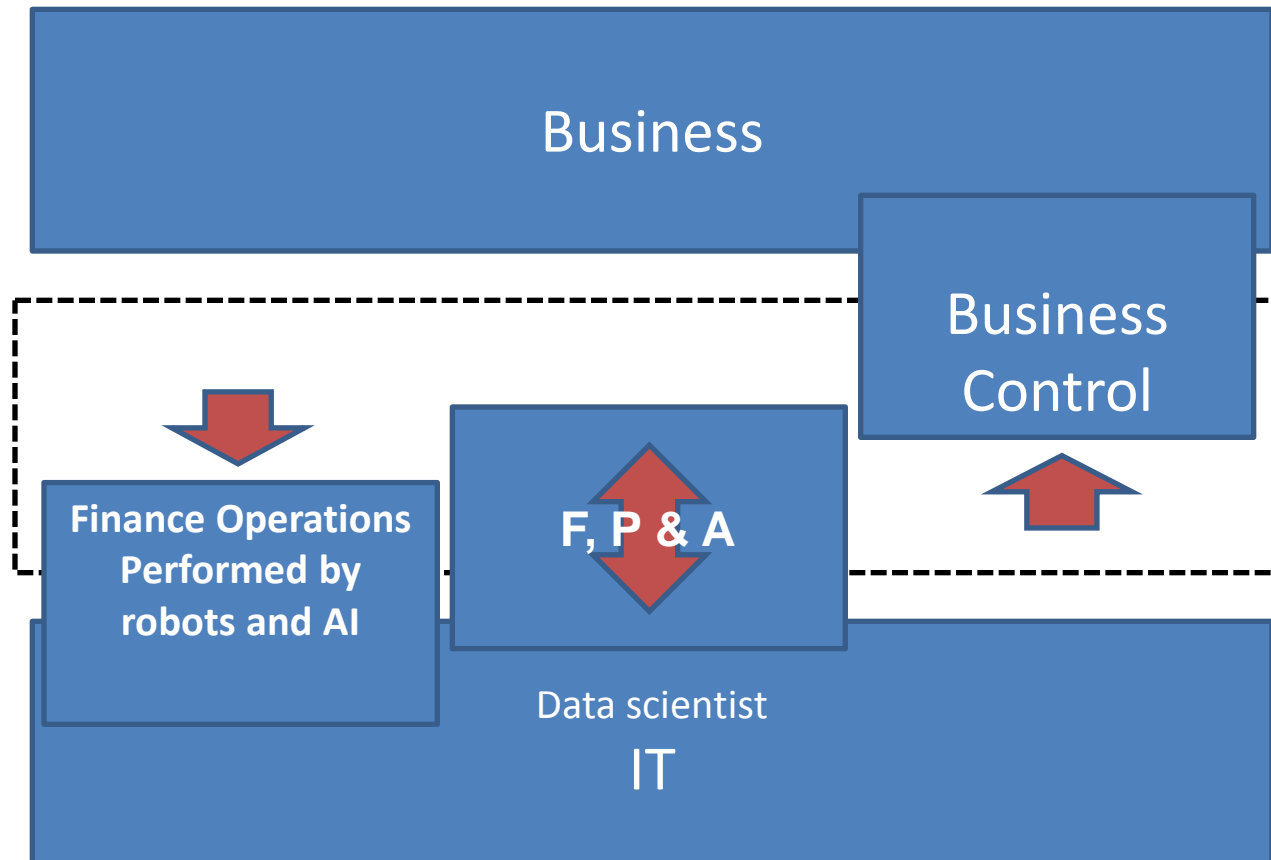 Business
Business
Control
Finance Operations
Performed by
robots and AI
F, P & A
Data scientist
IT